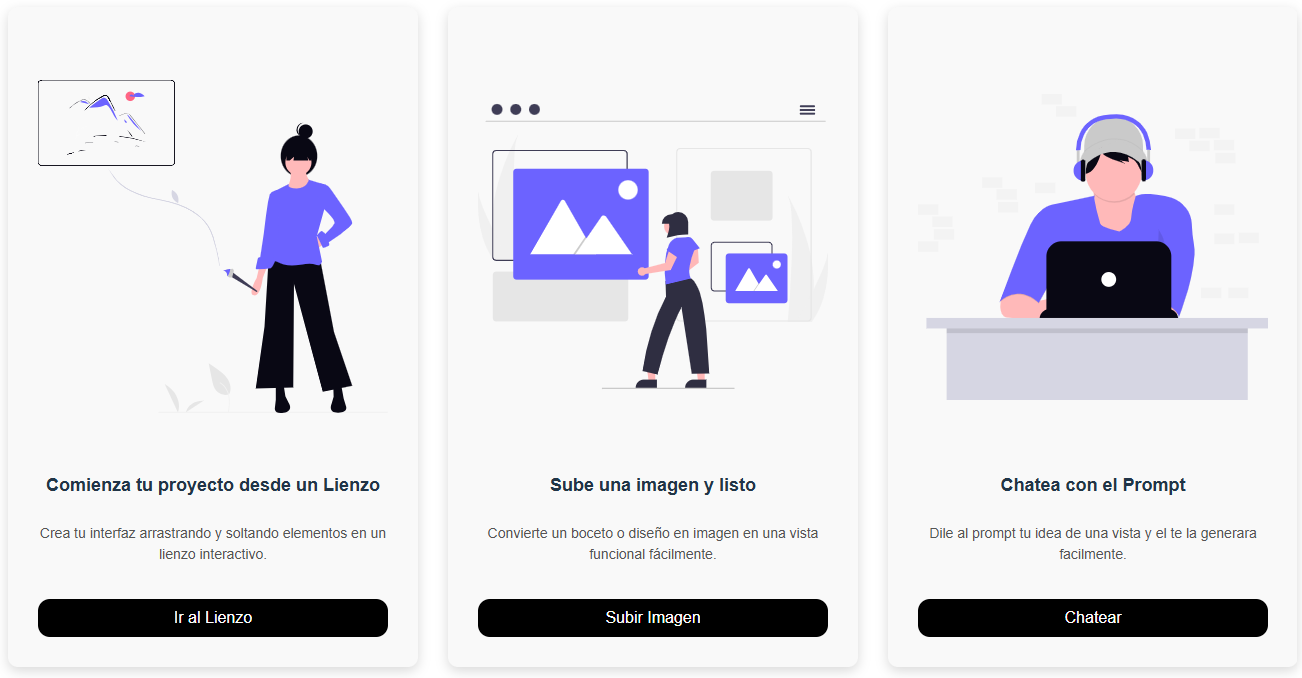 Comienza tu proyecto desde un Lienzo
Crea tu interfaz arrastrando y soltando elementos en un
lienzo interactivo.
Ir al Lienzo
Sube una imagen y listo
Convierte un boceto o diseño en imagen en una vista
funcional fácilmente.
Subir Imagen
Chatea con el Prompt
Dile al prompt tu idea de una vista y el te la generara
facilmente.
Chatear